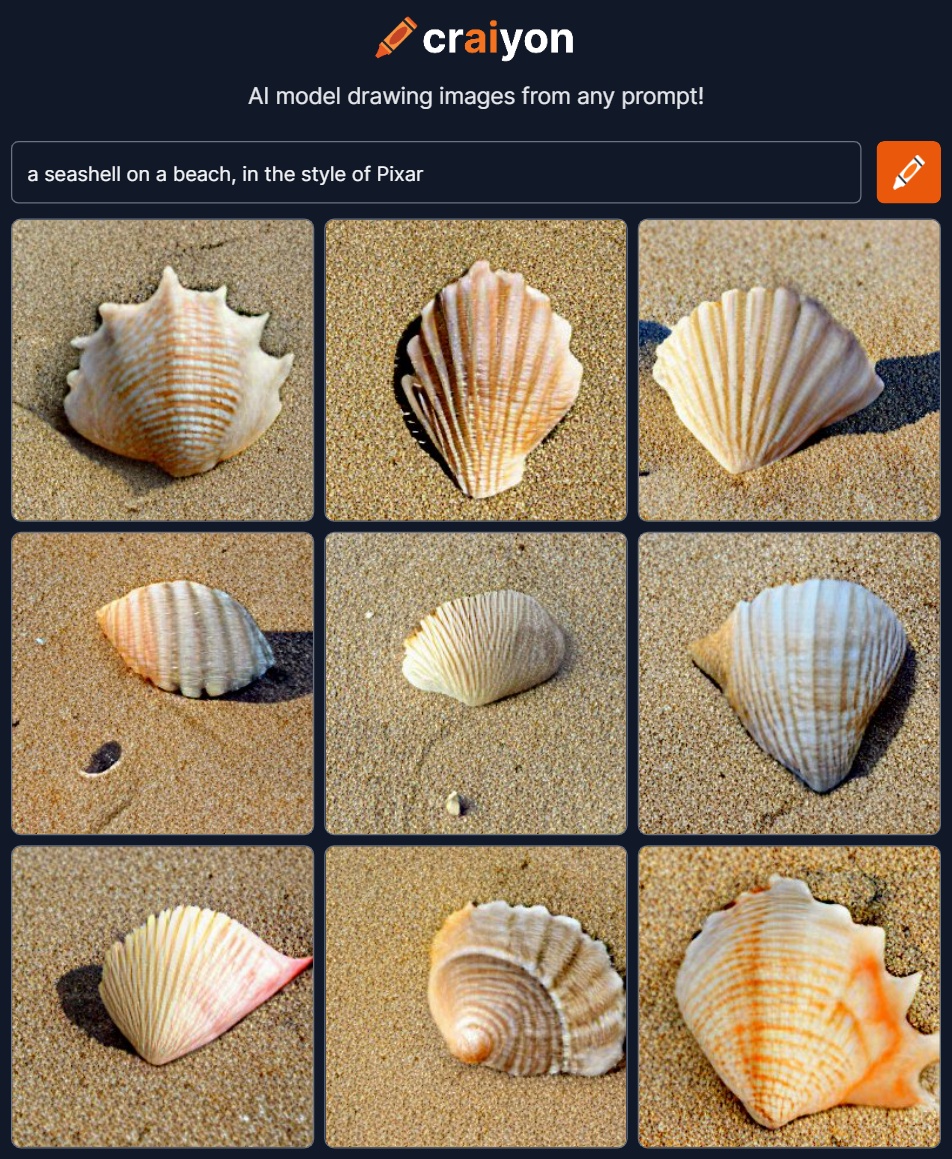 craiyon
AI model drawing images from any prompt!
a seashell on a beach, in the style of Pixar